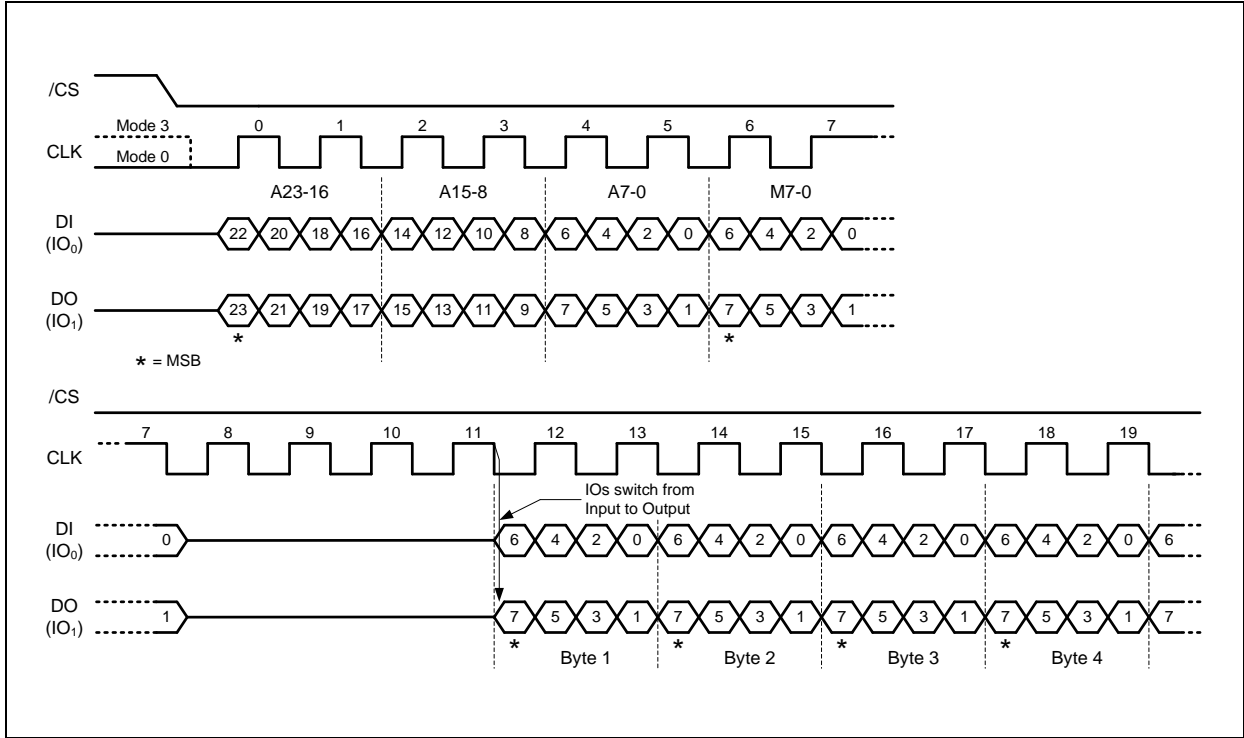 /CS
Mode 3 0 1 2 3 4 5 6 7
CLK
Mode 0
A23-16 A15-8 A7-0 M7-0
DI
(IO₀)
22 20 18 16 14 12 10 8 6 4 2 0 6 4 2 0
DO
(IO₁)
23 21 19 17 15 13 11 9 7 5 3 1 7 5 3 1
* *
* = MSB
/CS
7 8 9 10 11 12 13 14 15 16 17 18 19
CLK
IOs switch from
Input to Output
DI
(IO₀)
0 6 4 2 0 6 4 2 0 6 4 2 0 6 4 2 0 6
DO
(IO₁)
1 7 5 3 1 7 5 3 1 7 5 3 1 7 5 3 1 7
* * * *
Byte 1 Byte 2 Byte 3 Byte 4